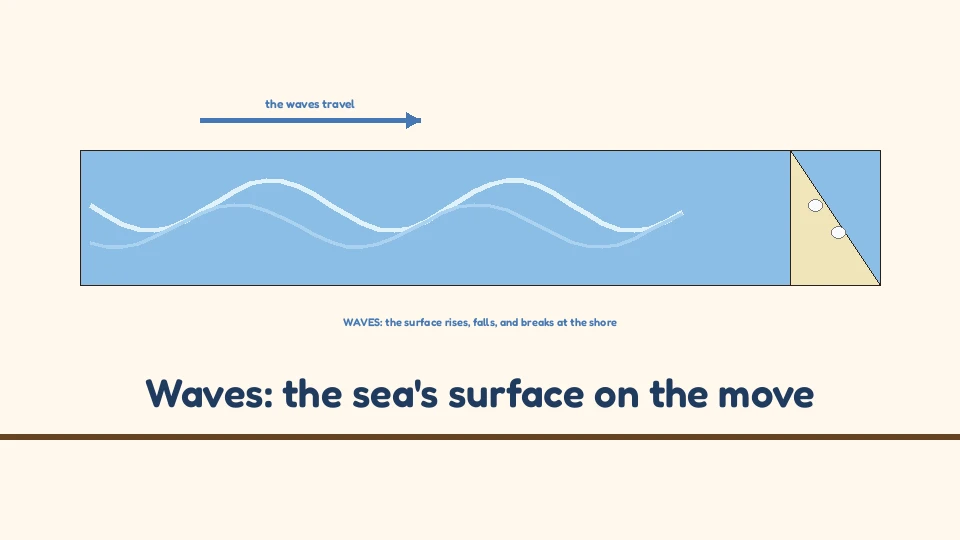 the waves travel
WAVES: the surface rises, falls, and breaks at the shore
Waves: the sea's surface on the move